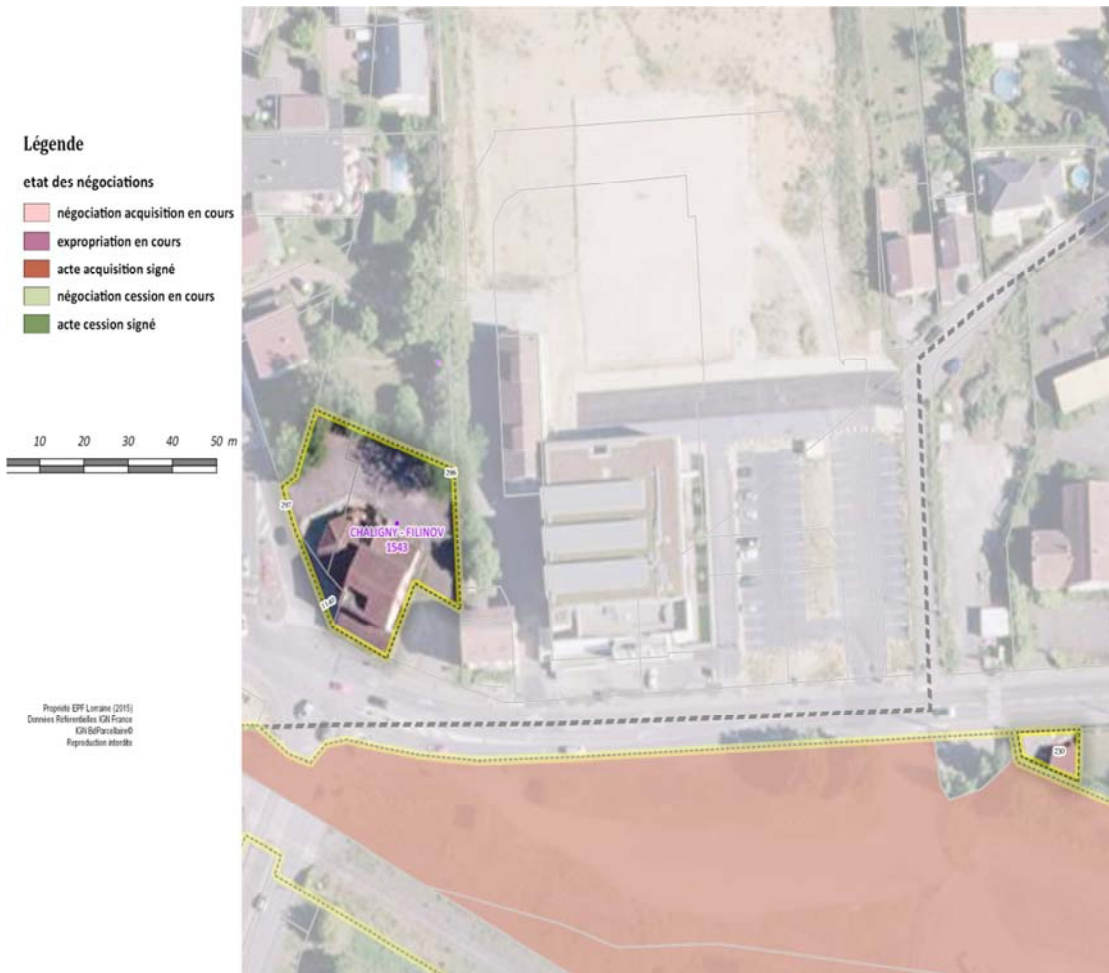 Légende
etat des négociations
négociation acquisition en cours
expropriation en cours
acte acquisition signé
négociation cession en cours
acte cession signé
10 20 30 40 50 m
296
297
CHALIGNY - FILINOV
1543
1140
230
Propriété EPF Lorraine (2015)
Données Référentielles IGN France
IGN BdParcellaire©
Reproduction interdite